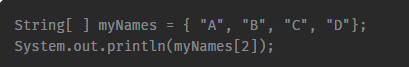 String[ ] myNames = { "A", "B", "C", "D"};
System.out.println(myNames[2]);